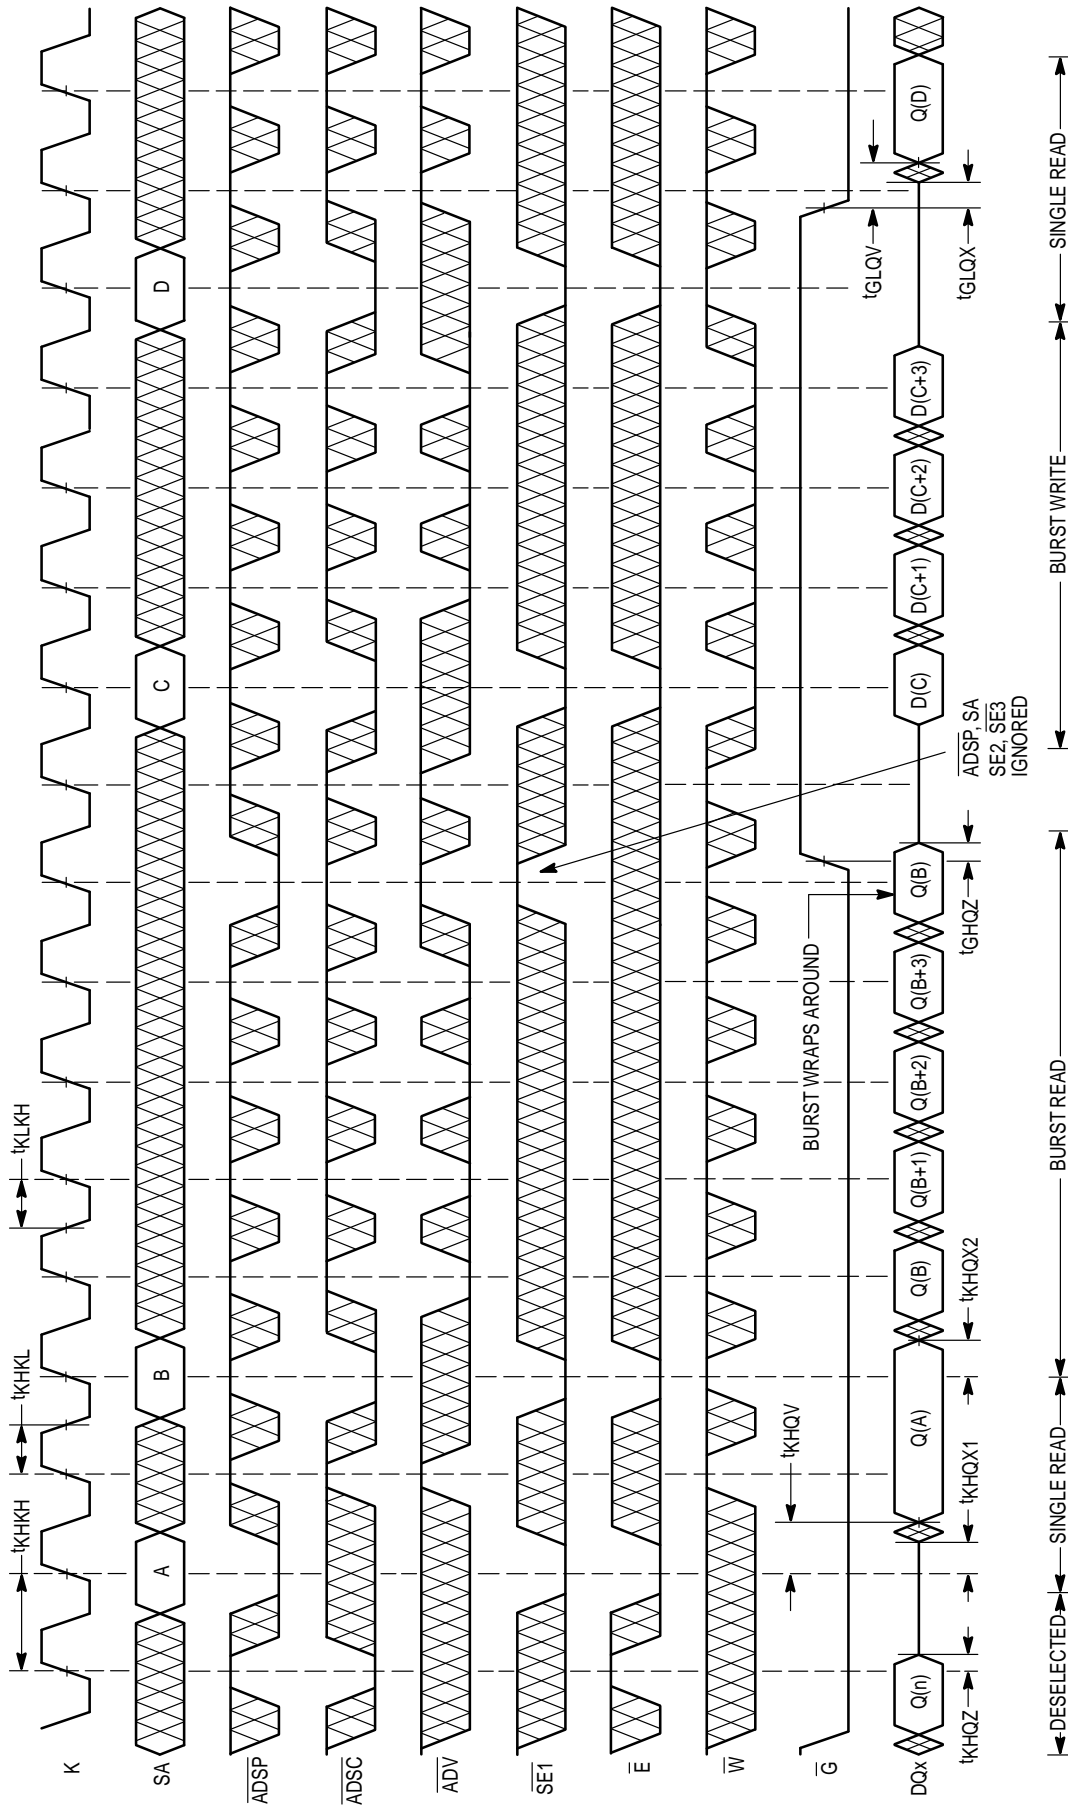 K
SA
ADSP
ADSC
ADV
SE1
E
W
G
DQx
tKHKH
tKHKL
tKLKH
A
B
C
D
tKHQV
BURST WRAPS AROUND
tGLQV
Q(n)
Q(A)
Q(B)
Q(B+1)
Q(B+2)
Q(B+3)
Q(B)
D(C)
D(C+1)
D(C+2)
D(C+3)
Q(D)
tKHQZ
tKHQX1
tKHQX2
tGHQZ
ADSP, SA
SE2, SE3
IGNORED
tGLQX
DESELECTED
SINGLE READ
BURST READ
BURST WRITE
SINGLE READ